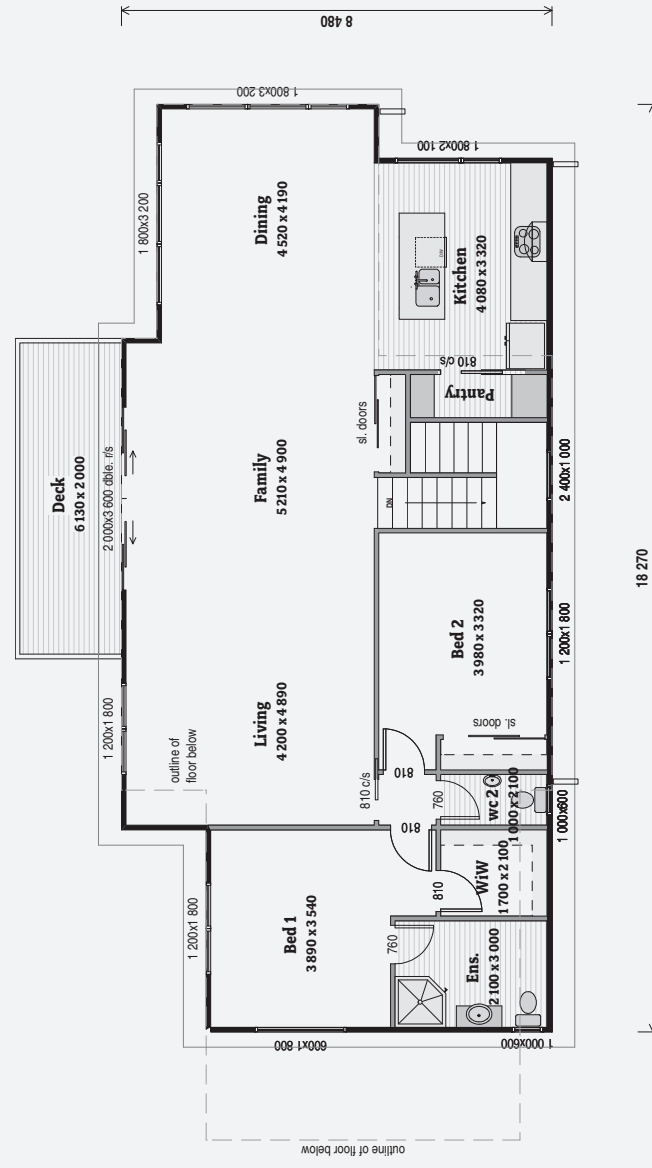 8 480
1 800x3 200
1 800x2 100
1 800x3 200
Dining
4 520 x 4 190
Kitchen
4 080 x 3 320
DW
810 c/s
Pantry
Deck
6 130 x 2 000
2 000x3 600 dble. r/s
sl. doors
Family
5 210 x 4 900
DN
2 400x1 000
18 270
Bed 2
3 980 x 3320
1 200x1 800
sl. doors
1 200x1 800
outline of
floor below
Living
4 200 x 4 890
810 c/s
810
760
wc 2
1 000 x 2 100
1 000x600
810
810
WiW
1 700 x 2 100
1 200x1 800
Bed 1
3 890 x 3 540
760
Ens.
2 100 x 3 000
600x1 800
1 000x600
outline of floor below